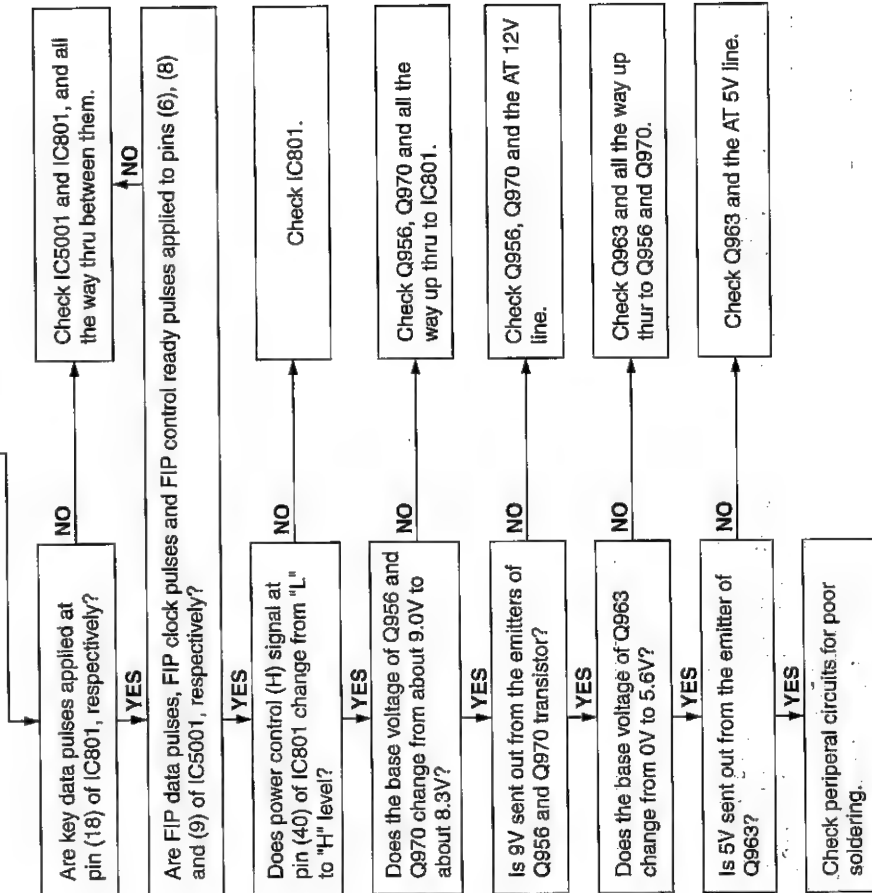 Are key data pulses applied at
pin (18) of IC801, respectively?
NO
Check IC5001 and IC801, and all
the way thru between them.
YES
NO
Are FIP data pulses, FIP clock pulses and FIP control ready pulses applied to pins (6), (8)
and (9) of IC5001, respectively?
YES
Does power control (H) signal at
pin (40) of IC801 change from "L"
to "H" level?
NO
Check IC801.
YES
Does the base voltage of Q956 and
Q970 change from about 9.0V to
about 8.3V?
NO
Check Q956, Q970 and all the
way up thru to IC801.
YES
Is 9V sent out from the emitters of
Q956 and Q970 transistor?
NO
Check Q956, Q970 and the AT 12V
line.
YES
Does the base voltage of Q963
change from 0V to 5.6V?
NO
Check Q963 and all the way up
thur to Q956 and Q970.
YES
Is 5V sent out from the emitter of
Q963?
NO
Check Q963 and the AT 5V line.
YES
Check periperal circuits for poor
soldering.